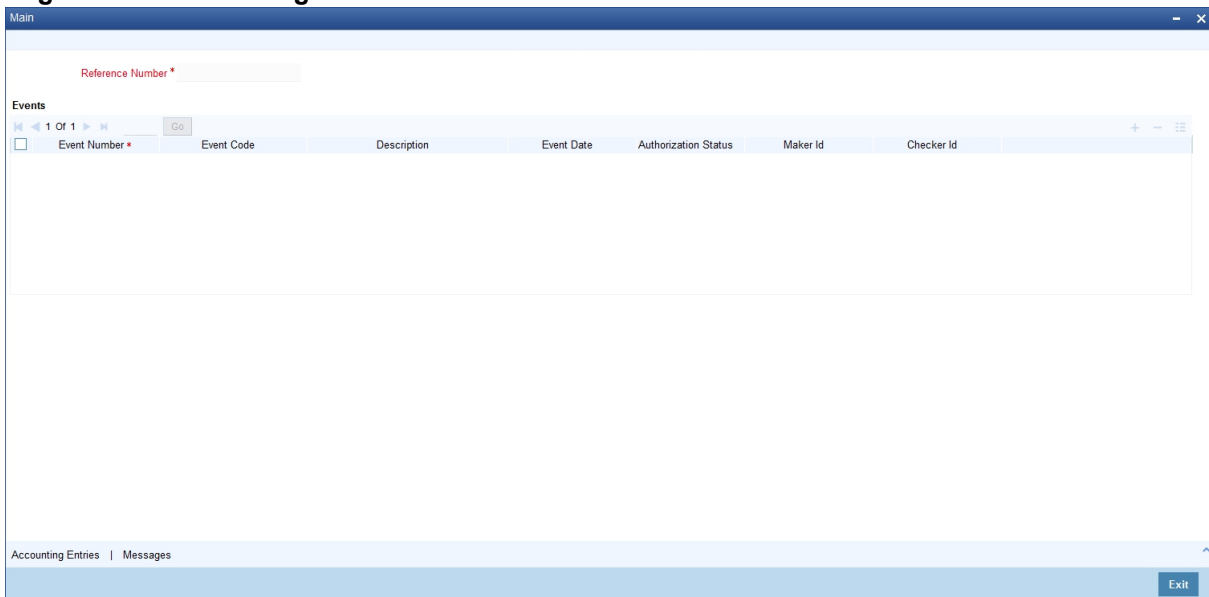 Main
Reference Number *
Events
1 Of 1 Go
Event Number * Event Code Description Event Date Authorization Status Maker Id Checker Id
Accounting Entries | Messages
Exit